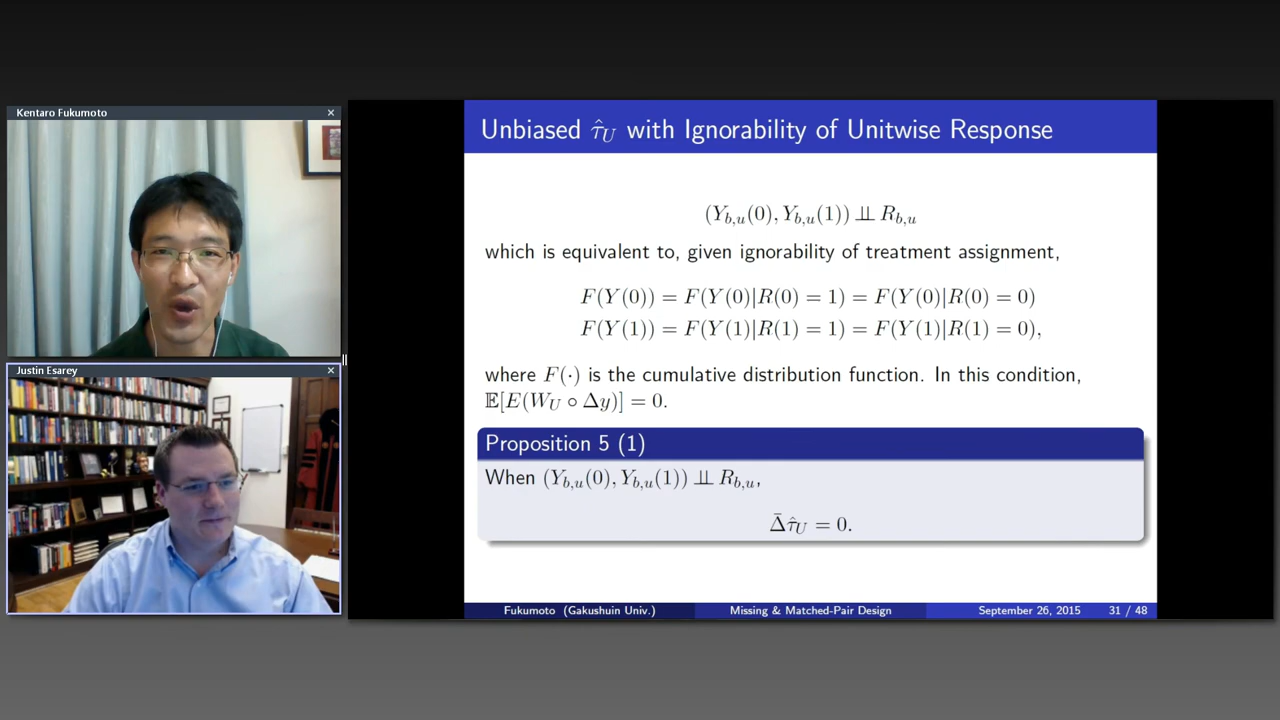 Kentaro Fukumoto ×
Justin Esarey ×
Unbiased τ̂_U with Ignorability of Unitwise Response
(Y_{b,u}(0), Y_{b,u}(1)) ⫫ R_{b,u}
which is equivalent to, given ignorability of treatment assignment,
F(Y(0)) = F(Y(0)|R(0) = 1) = F(Y(0)|R(0) = 0)
F(Y(1)) = F(Y(1)|R(1) = 1) = F(Y(1)|R(1) = 0),
where F(·) is the cumulative distribution function. In this condition,
𝔼[E(W_U ∘ Δy)] = 0.
Proposition 5 (1)
When (Y_{b,u}(0), Y_{b,u}(1)) ⫫ R_{b,u},
Δ̄τ̂_U = 0.
Fukumoto (Gakushuin Univ.) Missing & Matched-Pair Design September 26, 2015 31 / 48